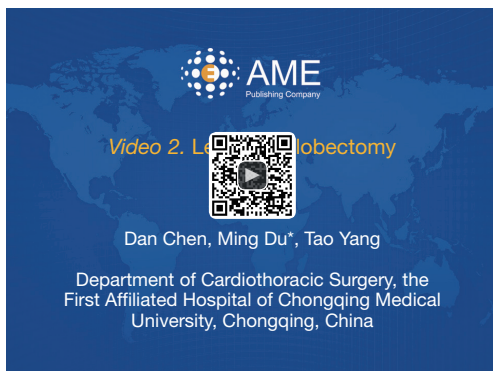 AME
Publishing Company
Video 2. Le lobectomy
Dan Chen, Ming Du*, Tao Yang
Department of Cardiothoracic Surgery, the
First Affiliated Hospital of Chongqing Medical
University, Chongqing, China